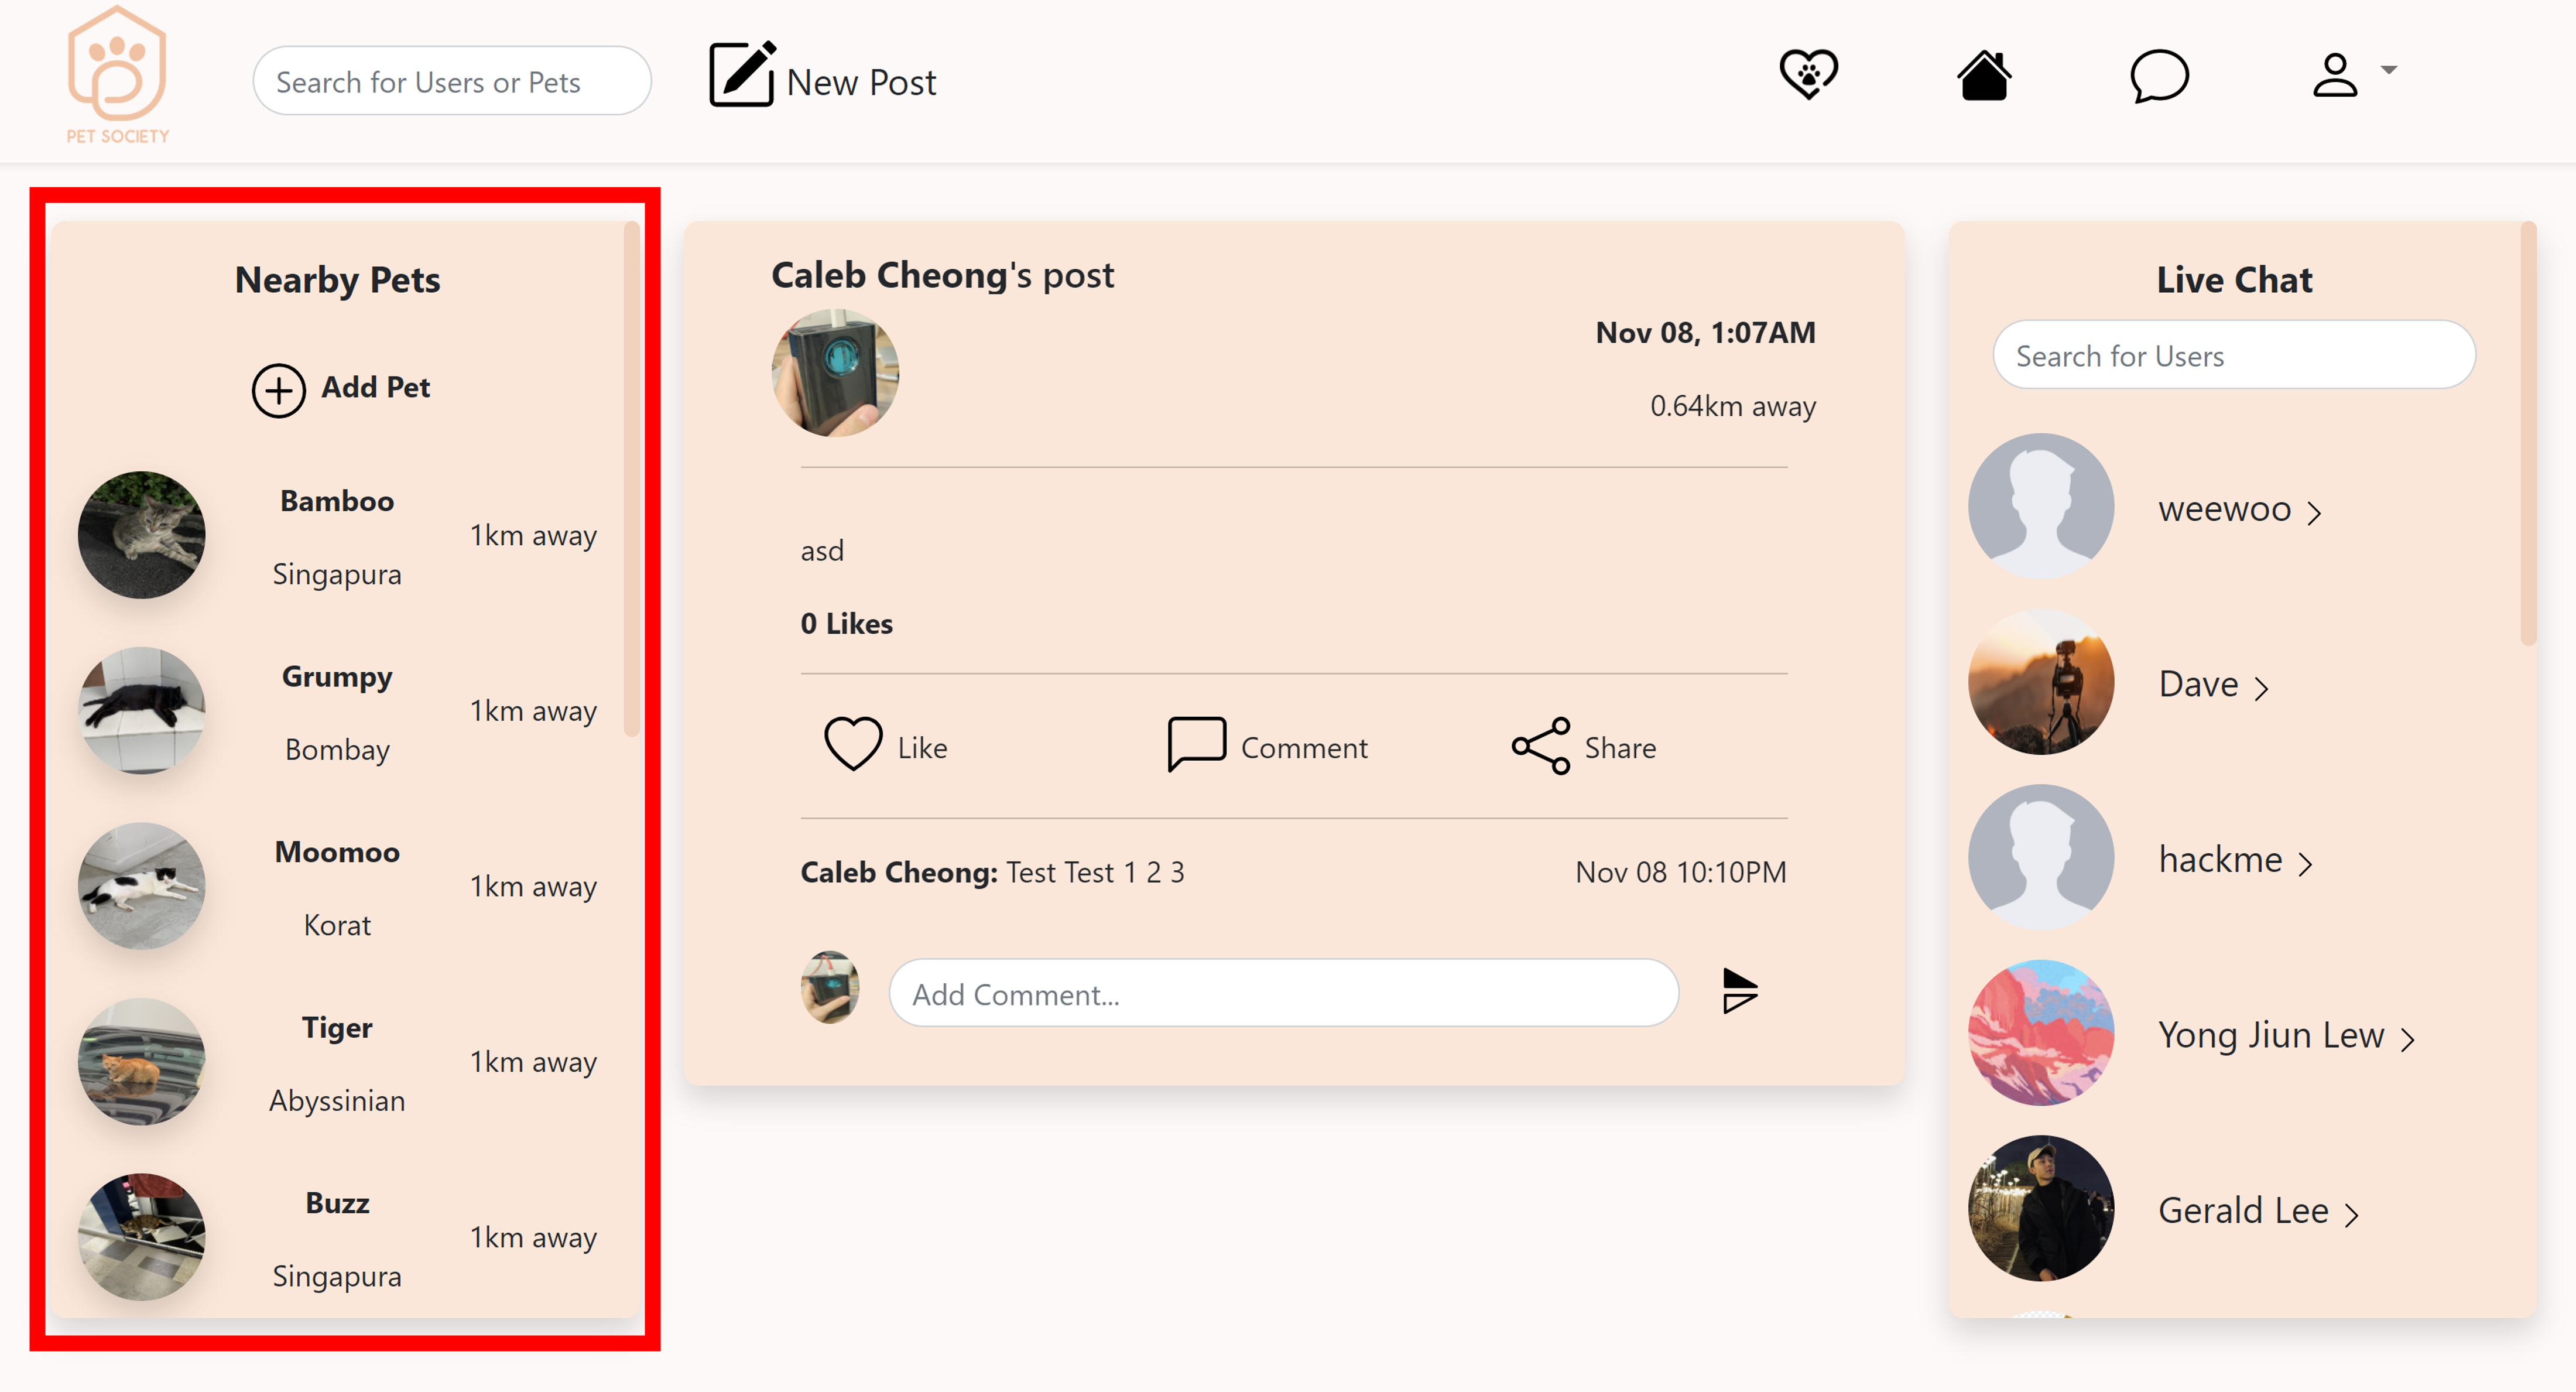 PET SOCIETY
Search for Users or Pets
New Post
Nearby Pets
Add Pet
Bamboo
Singapura
1km away
Grumpy
Bombay
1km away
Moomoo
Korat
1km away
Tiger
Abyssinian
1km away
Buzz
Singapura
1km away
Caleb Cheong's post
Nov 08, 1:07AM
0.64km away
asd
0 Likes
Like
Comment
Share
Caleb Cheong: Test Test 1 2 3
Nov 08 10:10PM
Add Comment...
Live Chat
Search for Users
weewoo
Dave
hackme
Yong Jiun Lew
Gerald Lee